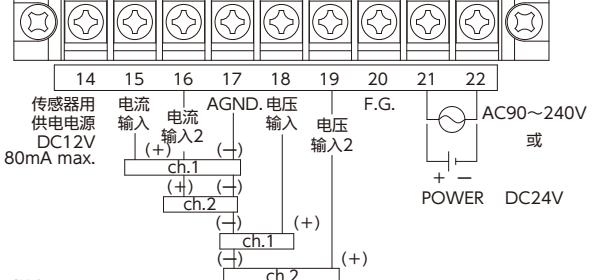 14 15 16 17 18 19 20 21 22
传感器用
供电电源
DC12V
80mA max.
电流
输入
电流
输入2
AGND.
电压
输入
电压
输入2
F.G.
AC90～240V
或
+ −
POWER DC24V
(+) (−)
ch.1
(+) (−)
ch.2
(−) (+)
ch.1
(−) (+)
ch.2